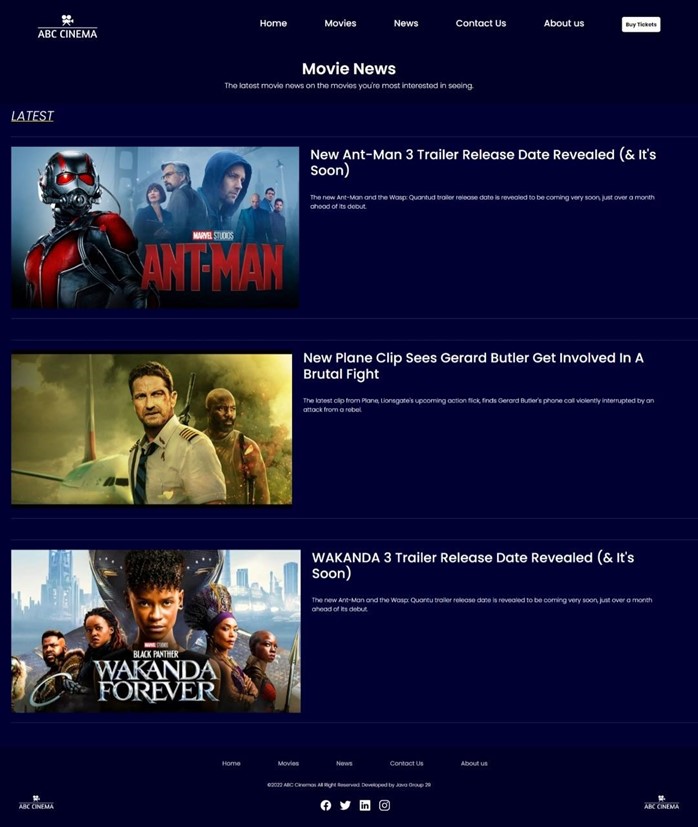 ABC CINEMA
Home
Movies
News
Contact Us
About us
Buy Tickets
Movie News
The latest movie news on the movies you're most interested in seeing.
LATEST
MARVEL STUDIOS
ANT-MAN
New Ant-Man 3 Trailer Release Date Revealed (& It's
Soon)
The new Ant-Man and the Wasp: Quantud trailer release date is revealed to be coming very soon, just over a month
ahead of its debut.
New Plane Clip Sees Gerard Butler Get Involved In A
Brutal Fight
The latest clip from Plane, Lionsgate's upcoming action flick, finds Gerard Butler's phone call violently interrupted by an
attack from a rebel.
MARVEL STUDIOS
BLACK PANTHER
WAKANDA
FOREVER
WAKANDA 3 Trailer Release Date Revealed (& It's
Soon)
The new Ant-Man and the Wasp: Quantu trailer release date is revealed to be coming very soon, just over a month
ahead of its debut.
Home
Movies
News
Contact Us
About us
©2022 ABC Cinemas All Right Reserved. Developed by Java Group 29
ABC CINEMA
ABC CINEMA